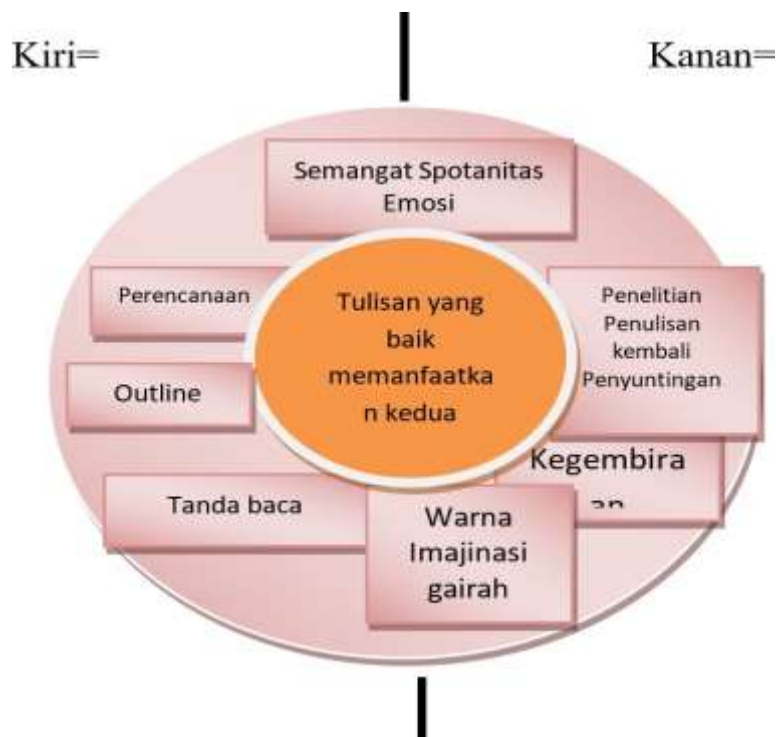 Kiri=
Kanan=
Semangat Spotanitas
Emosi
Perencanaan
Outline
Tanda baca
Tulisan yang
baik
memanfaatka
n kedua
Penelitian
Penulisan
kembali
Penyuntingan
Kegembira
an
Warna
Imajinasi
gairah